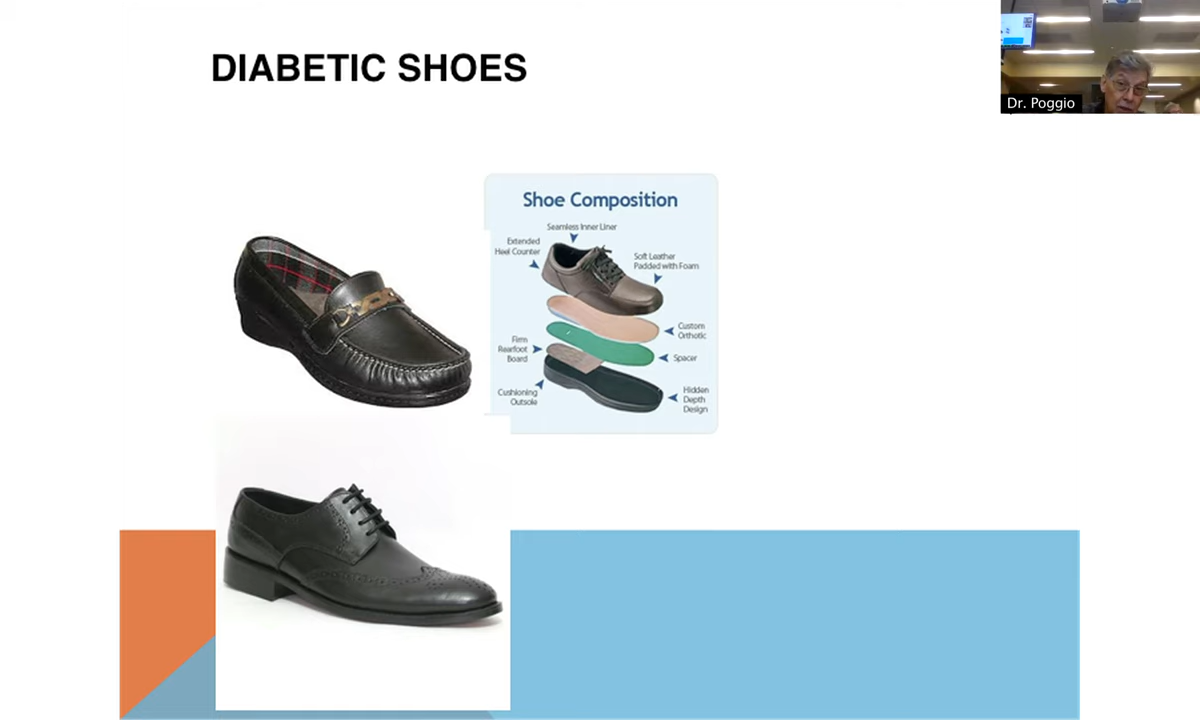 DIABETIC SHOES
Dr. Poggio
Shoe Composition
Seamless Inner Liner
Extended
Heel Counter
Soft Leather
Padded with Foam
Custom
Orthotic
Firm
Rearfoot
Board
Spacer
Cushioning
Outsole
Hidden
Depth
Design